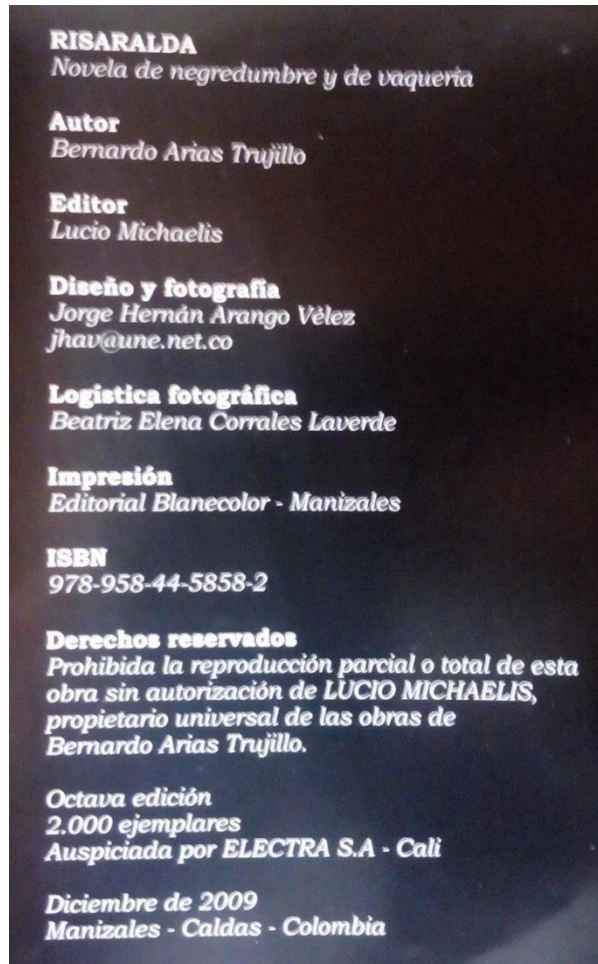 RISARALDA
Novela de negredumbre y de vaquería
Autor
Bernardo Arias Trujillo
Editor
Lucio Michaelis
Diseño y fotografía
Jorge Hernán Arango Vélez
jhav@une.net.co
Logística fotográfica
Beatriz Elena Corrales Laverde
Impresión
Editorial Blanecolor - Manizales
ISBN
978-958-44-5858-2
Derechos reservados
Prohibida la reproducción parcial o total de esta
obra sin autorización de LUCIO MICHAELIS,
propietario universal de las obras de
Bernardo Arias Trujillo.
Octava edición
2.000 ejemplares
Auspiciada por ELECTRA S.A - Cali
Diciembre de 2009
Manizales - Caldas - Colombia